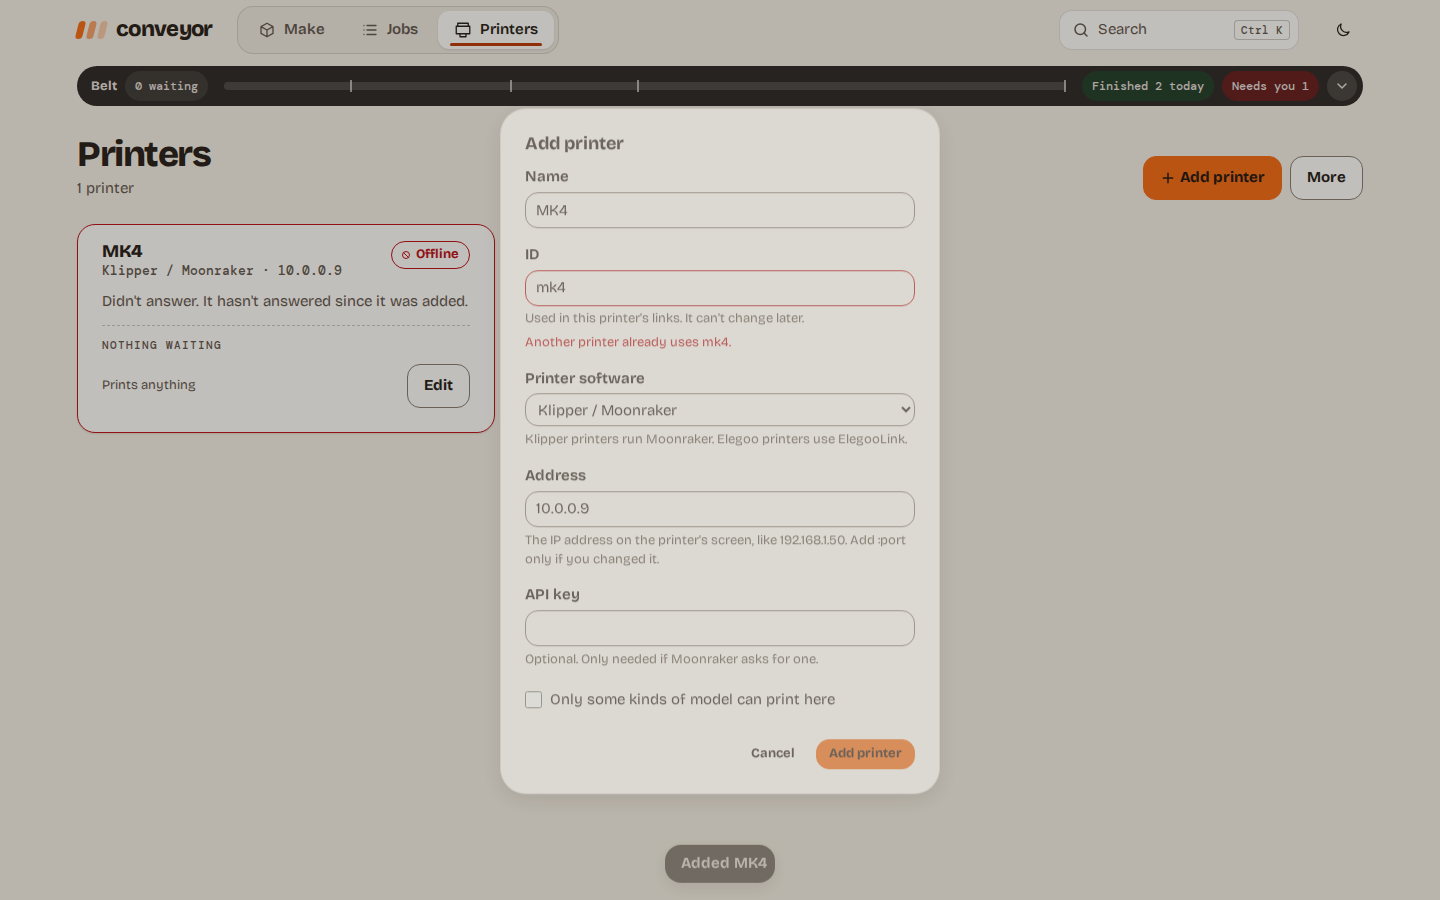 conveyor
Make
Jobs
Printers
Search
Ctrl K
Belt
0 waiting
Finished 2 today
Needs you 1
Printers
1 printer
+ Add printer
More
MK4
Offline
Klipper / Moonraker · 10.0.0.9
Didn't answer. It hasn't answered since it was added.
NOTHING WAITING
Prints anything
Edit
Add printer
Name
MK4
ID
mk4
Used in this printer's links. It can't change later.
Another printer already uses mk4.
Printer software
Klipper / Moonraker
Klipper printers run Moonraker. Elegoo printers use ElegooLink.
Address
10.0.0.9
The IP address on the printer's screen, like 192.168.1.50. Add :port
only if you changed it.
API key
Optional. Only needed if Moonraker asks for one.
Only some kinds of model can print here
Cancel
Add printer
Added MK4